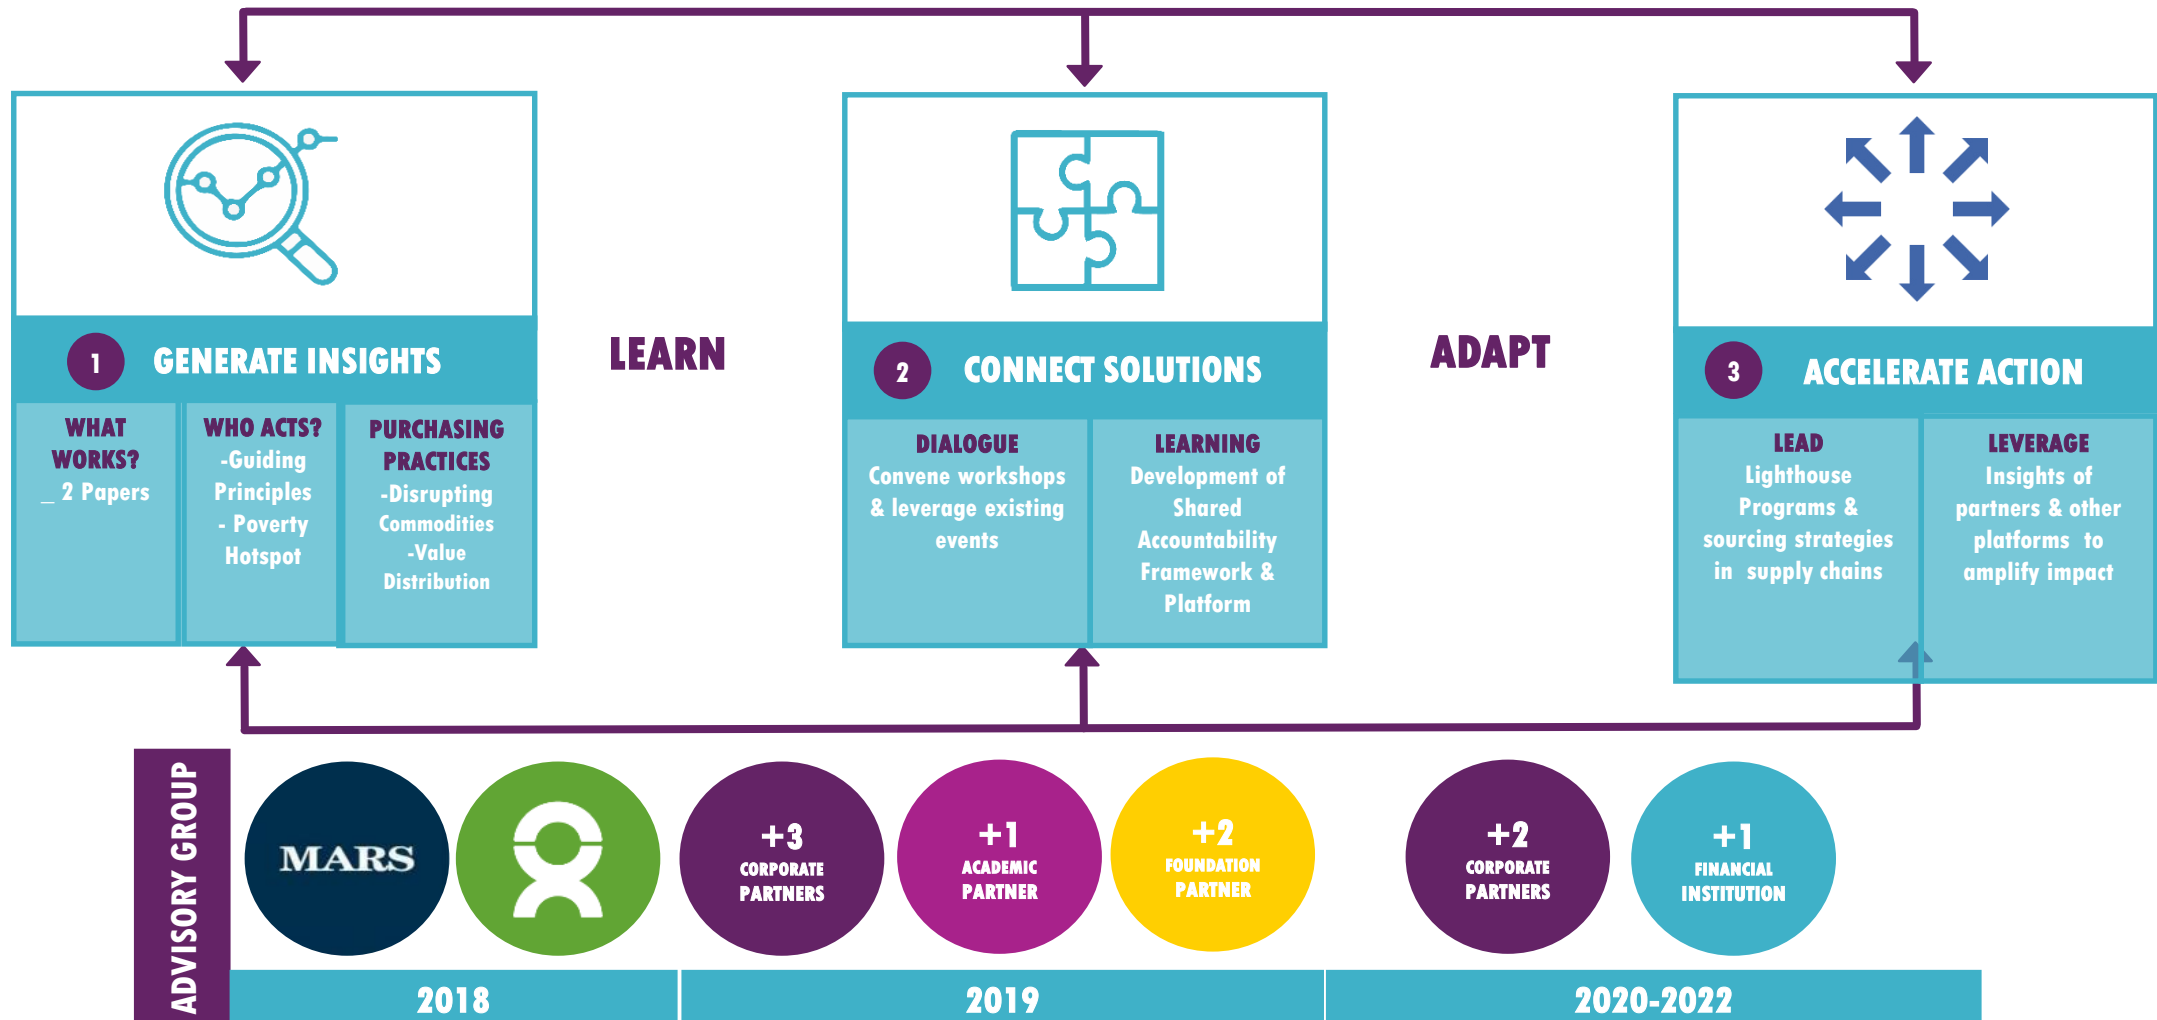 1
GENERATE INSIGHTS
WHAT
WORKS?
_ 2 Papers
WHO ACTS?
-Guiding
Principles
- Poverty
Hotspot
PURCHASING
PRACTICES
-Disrupting
Commodities
-Value
Distribution
LEARN
2
CONNECT SOLUTIONS
DIALOGUE
Convene workshops
& leverage existing
events
LEARNING
Development of
Shared
Accountability
Framework &
Platform
ADAPT
3
ACCELERATE ACTION
LEAD
Lighthouse
Programs &
sourcing strategies
in supply chains
LEVERAGE
Insights of
partners & other
platforms to
amplify impact
ADVISORY GROUP
MARS
+3
CORPORATE
PARTNERS
+1
ACADEMIC
PARTNER
+2
FOUNDATION
PARTNER
+2
CORPORATE
PARTNERS
+1
FINANCIAL
INSTITUTION
2018
2019
2020-2022